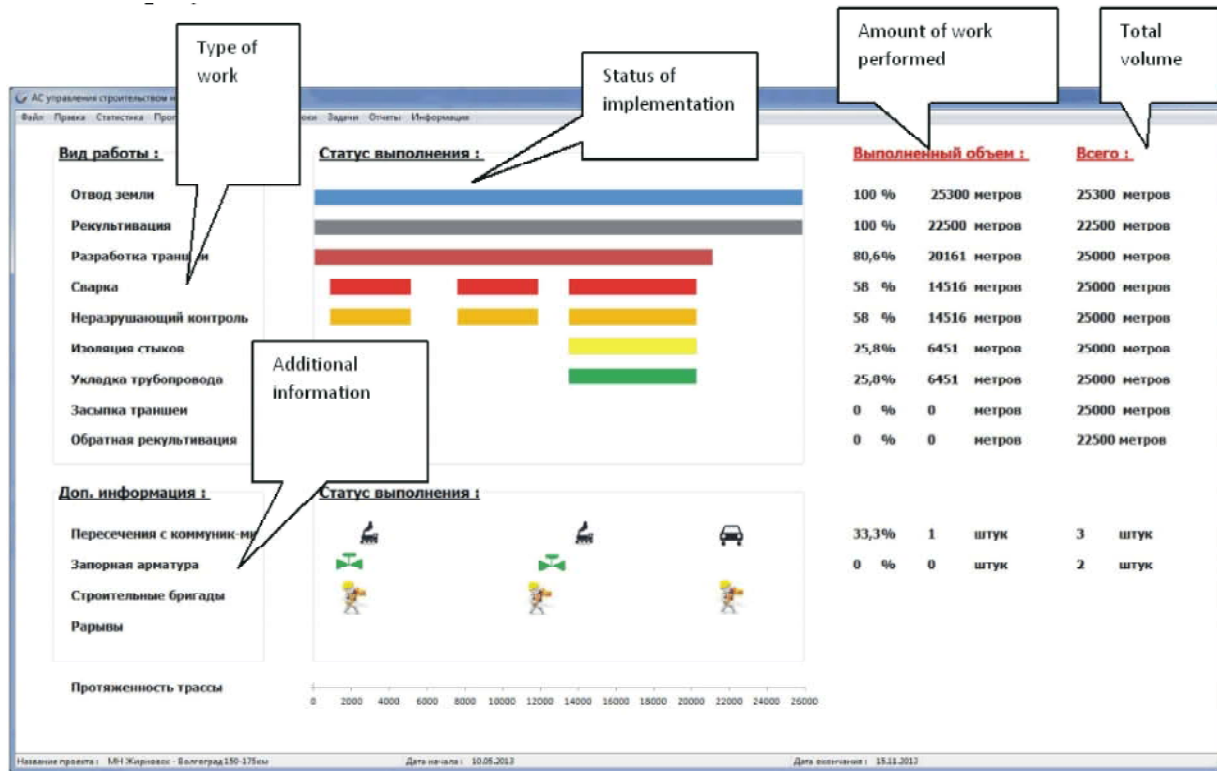 Type of
work
Status of
implementation
Amount of work
performed
Total
volume
АС управления строительством
Файл Правка Статистика Задачи Отчеты Информация
Вид работы :
Статус выполнения :
Выполненный объем :
Всего :
Отвод земли 100 % 25300 метров 25300 метров
Рекультивация 100 % 22500 метров 22500 метров
Разработка траншеи 80,6% 20161 метров 25000 метров
Сварка 58 % 14516 метров 25000 метров
Неразрушающий контроль 58 % 14516 метров 25000 метров
Изоляция стыков 25,8% 6451 метров 25000 метров
Укладка трубопровода 25,8% 6451 метров 25000 метров
Засыпка траншеи 0 % 0 метров 25000 метров
Обратная рекультивация 0 % 0 метров 22500 метров
Additional
information
Доп. информация :
Статус выполнения :
Пересечения с коммуник-ми 33,3% 1 штук 3 штук
Запорная арматура 0 % 0 штук 2 штук
Строительные бригады
Рарывы
Протяженность трассы
0 2000 4000 6000 8000 10000 12000 14000 16000 18000 20000 22000 24000 26000
Название проекта : МН Жирновск - Волгоград 150-175км Дата начала : 10.05.2013 Дата окончания : 15.11.2013